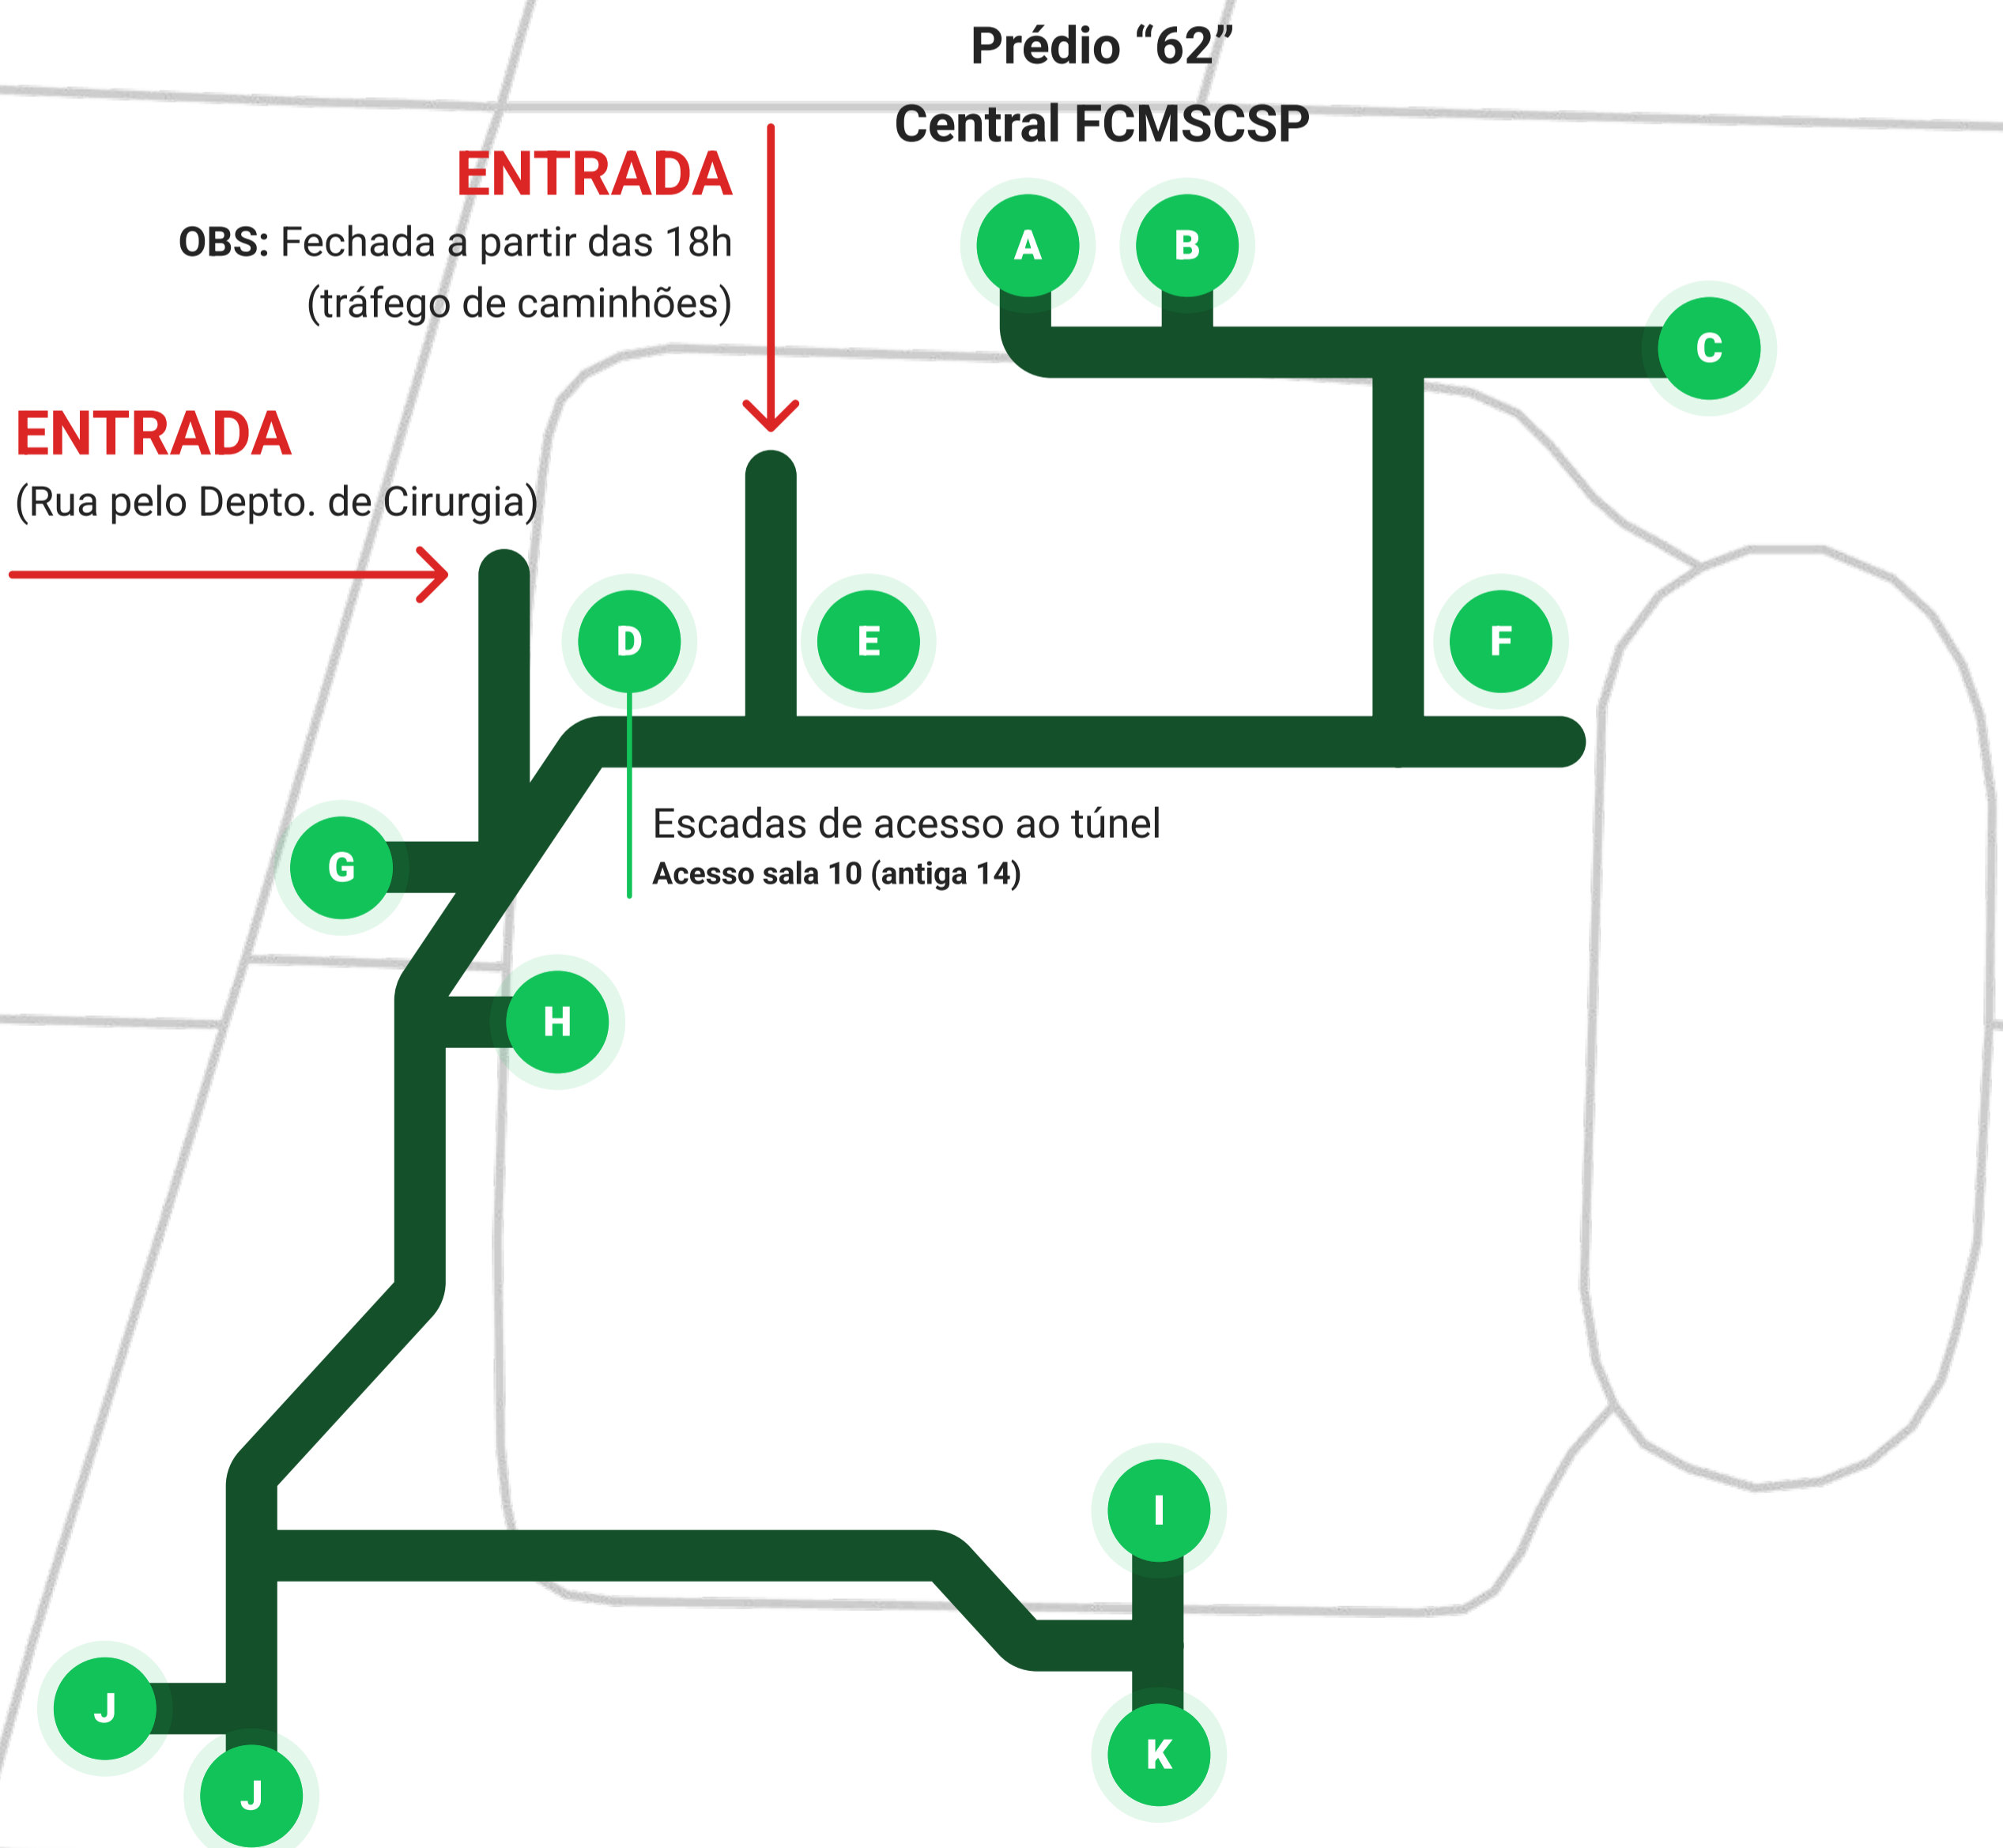 Prédio “62”
Central FCMSCSP
ENTRADA
OBS: Fechada a partir das 18h
(tráfego de caminhões)
A
B
C
ENTRADA
(Rua pelo Depto. de Cirurgia)
D
E
F
Escadas de acesso ao túnel
Acesso sala 10 (antiga 14)
G
H
I
J
K
J